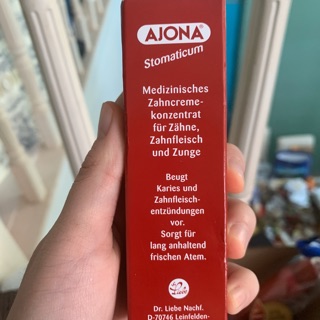 AJONA®
Stomaticum
Medizinisches
Zahncreme-
konzentrat
für Zähne,
Zahnfleisch
und Zunge
Beugt
Karies und
Zahnfleisch-
entzündungen
vor.
Sorgt für
lang anhaltend
frischen Atem.
Dr. Liebe Nachf.
D-70746 Leinfelden-